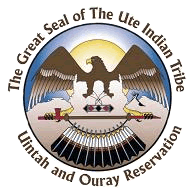 The Great Seal of The Ute Indian Tribe
Uintah and Ouray Reservation